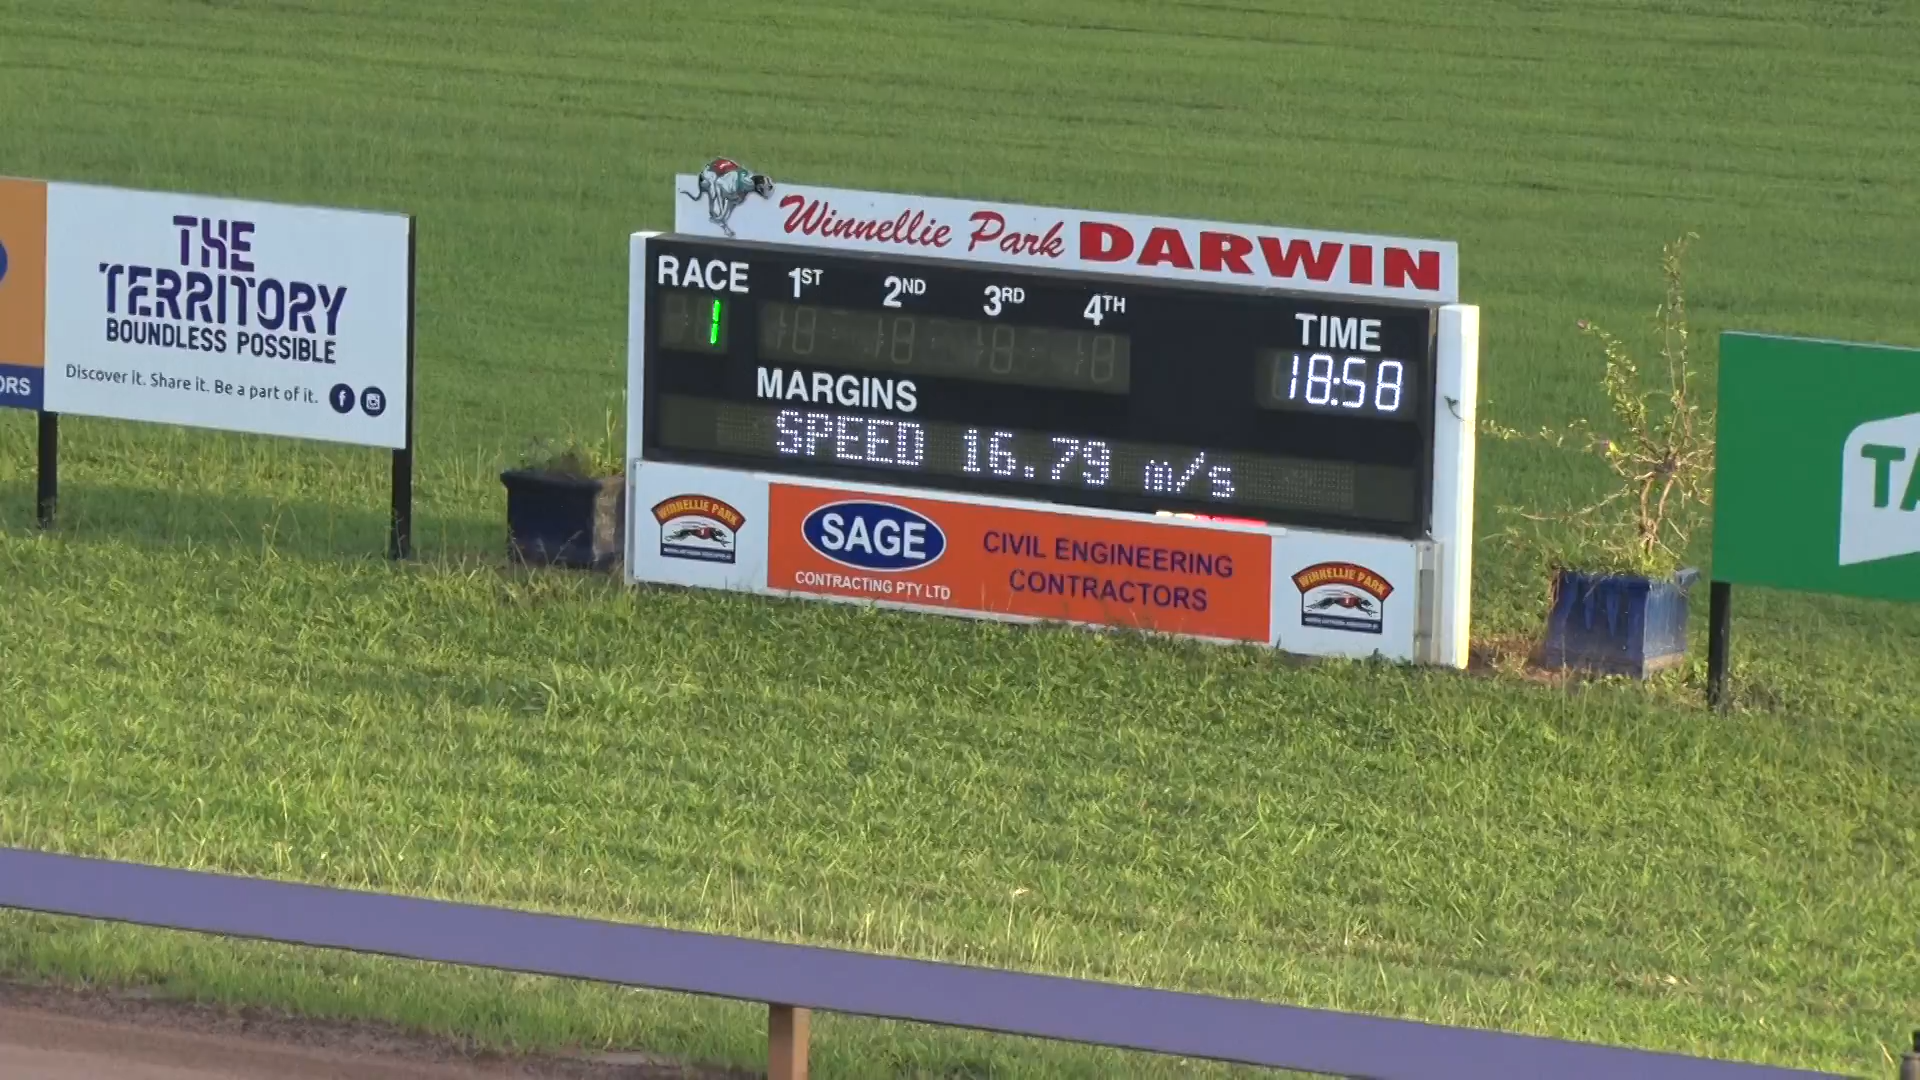 THE
TERRITORY
BOUNDLESS POSSIBLE
Discover it. Share it. Be a part of it.
ORS
Winnellie Park DARWIN
RACE 1ST 2ND 3RD 4TH TIME
1 18:58
MARGINS
SPEED 16.79 m/s
WINNELLIE PARK
SAGE
CONTRACTING PTY LTD
CIVIL ENGINEERING
CONTRACTORS
WINNELLIE PARK
TA